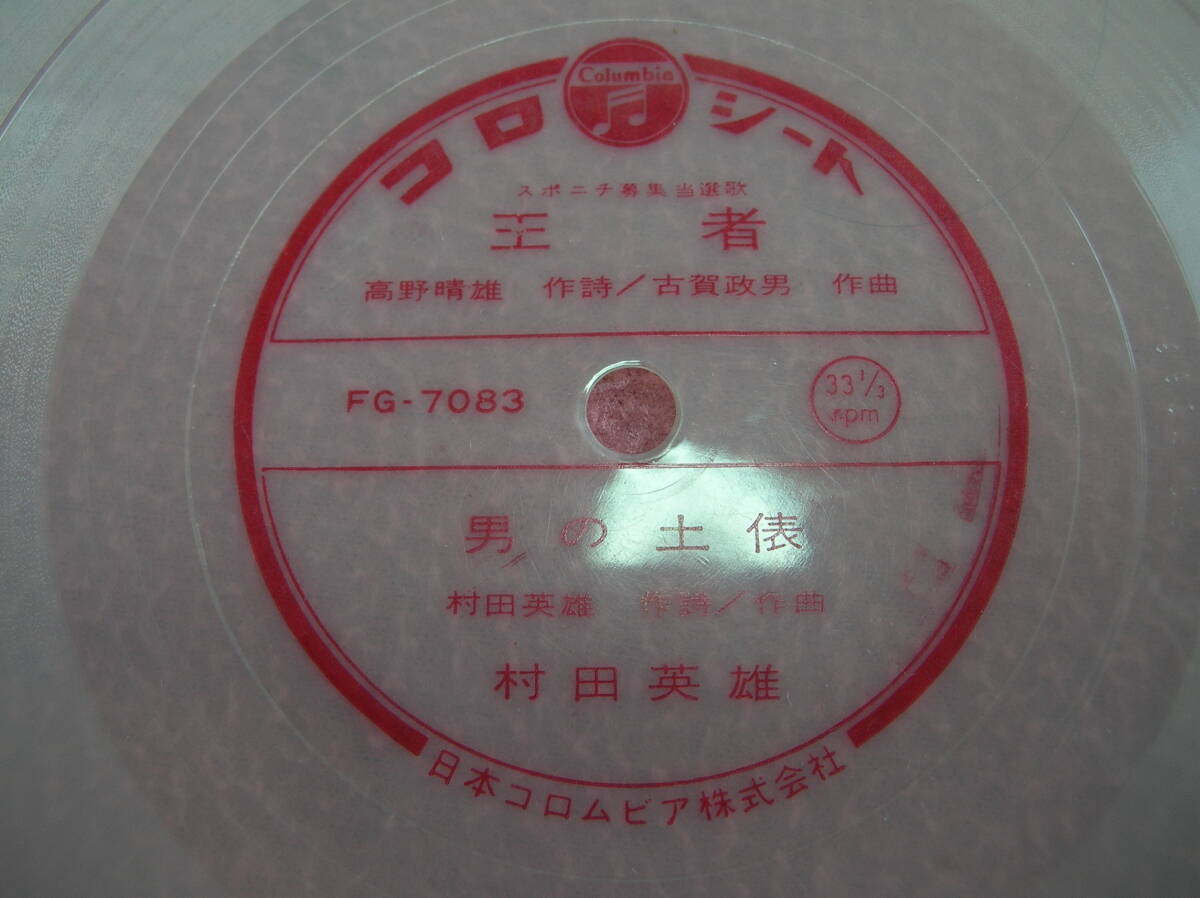 Columbia
コロシート
スポニチ募集当選歌
王者
高野晴雄 作詩/古賀政男 作曲
FG-7083
33 1/3
rpm
男の土俵
村田英雄 作詩/作曲
村田英雄
日本コロムビア株式会社